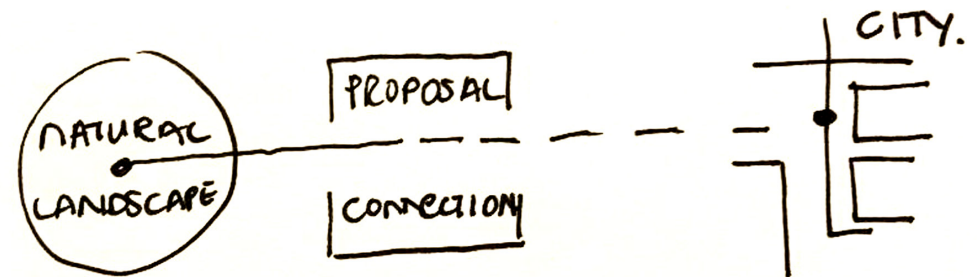 CITY.
PROPOSAL
NATURAL
LANDSCAPE
CONNECTION